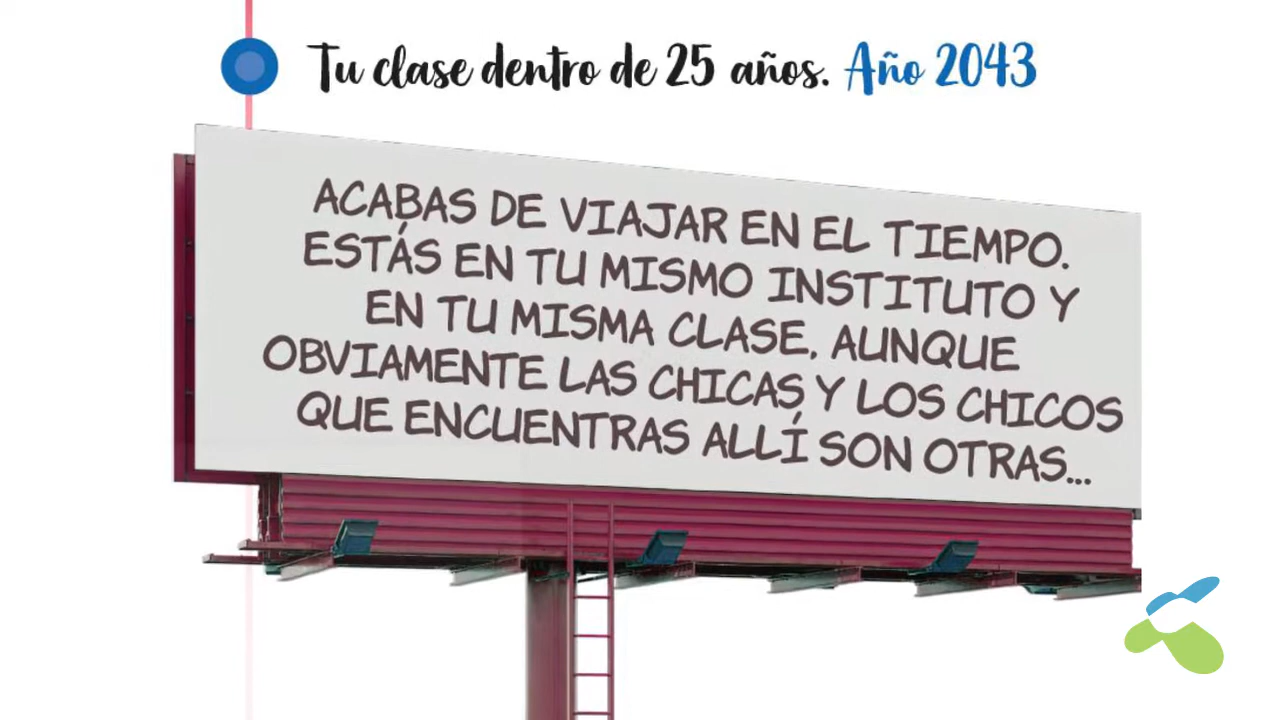 Tu clase dentro de 25 años. Año 2043
ACABAS DE VIAJAR EN EL TIEMPO.
ESTÁS EN TU MISMO INSTITUTO Y
EN TU MISMA CLASE, AUNQUE
OBVIAMENTE LAS CHICAS Y LOS CHICOS
QUE ENCUENTRAS ALLÍ SON OTRAS...